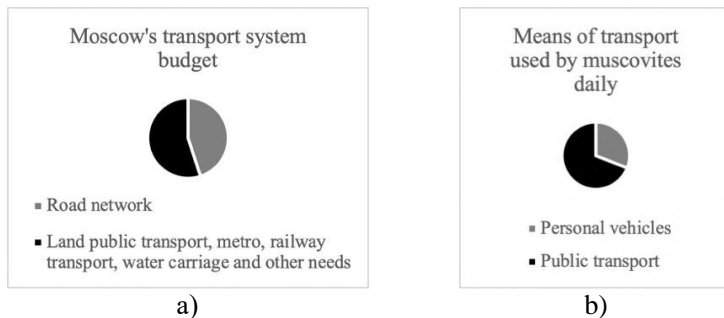 Moscow's transport system
budget
Road network
Land public transport, metro, railway
transport, water carriage and other needs
a)
Means of transport
used by muscovites
daily
Personal vehicles
Public transport
b)